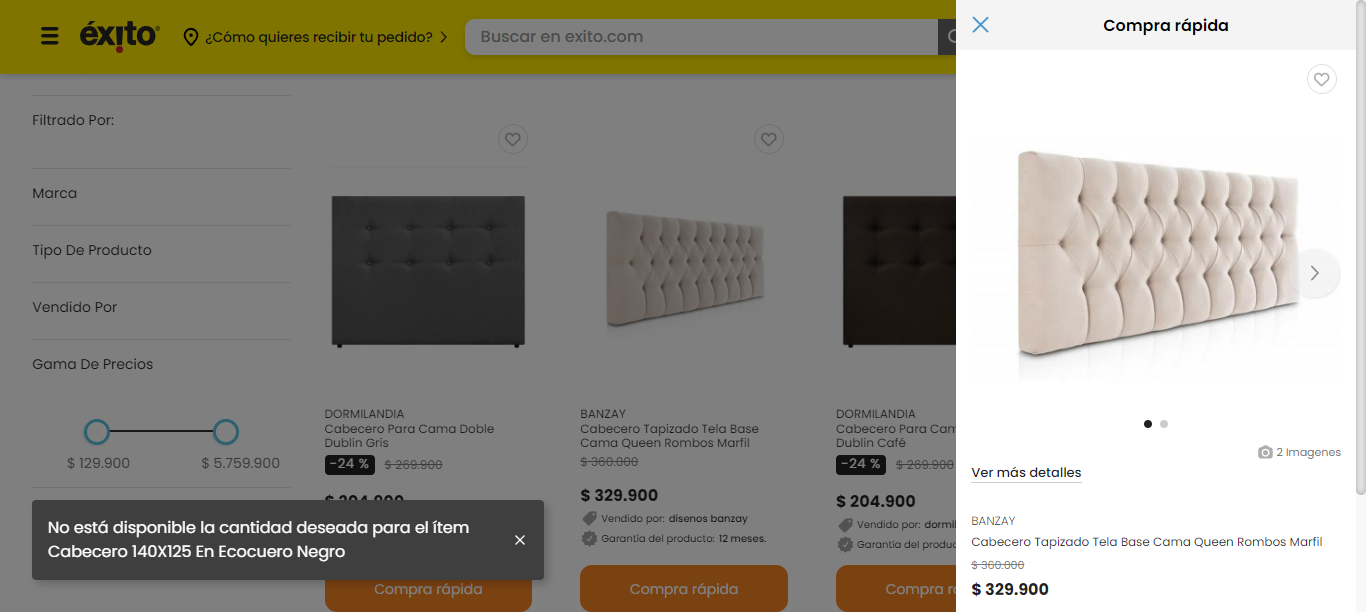 éxito
¿Cómo quieres recibir tu pedido?
Buscar en exito.com
Filtrado Por:
Marca
Tipo De Producto
Vendido Por
Gama De Precios
$ 129.900
$ 5.759.900
DORMILANDIA
Cabecero Para Cama Doble
Dublin Gris
-24 %
$ 269.900
$ 204.900
Compra rápida
BANZAY
Cabecero Tapizado Tela Base
Cama Queen Rombos Marfil
$ 360.000
$ 329.900
Vendido por: disenos banzay
Garantía del producto: 12 meses.
Compra rápida
DORMILANDIA
Cabecero Para Cam
Dublin Café
-24 %
$ 269.900
$ 204.900
Vendido por: dormil
Garantía del produc
Compra ra
No está disponible la cantidad deseada para el ítem
Cabecero 140X125 En Ecocuero Negro
Compra rápida
2 Imagenes
Ver más detalles
BANZAY
Cabecero Tapizado Tela Base Cama Queen Rombos Marfil
$ 360.000
$ 329.900